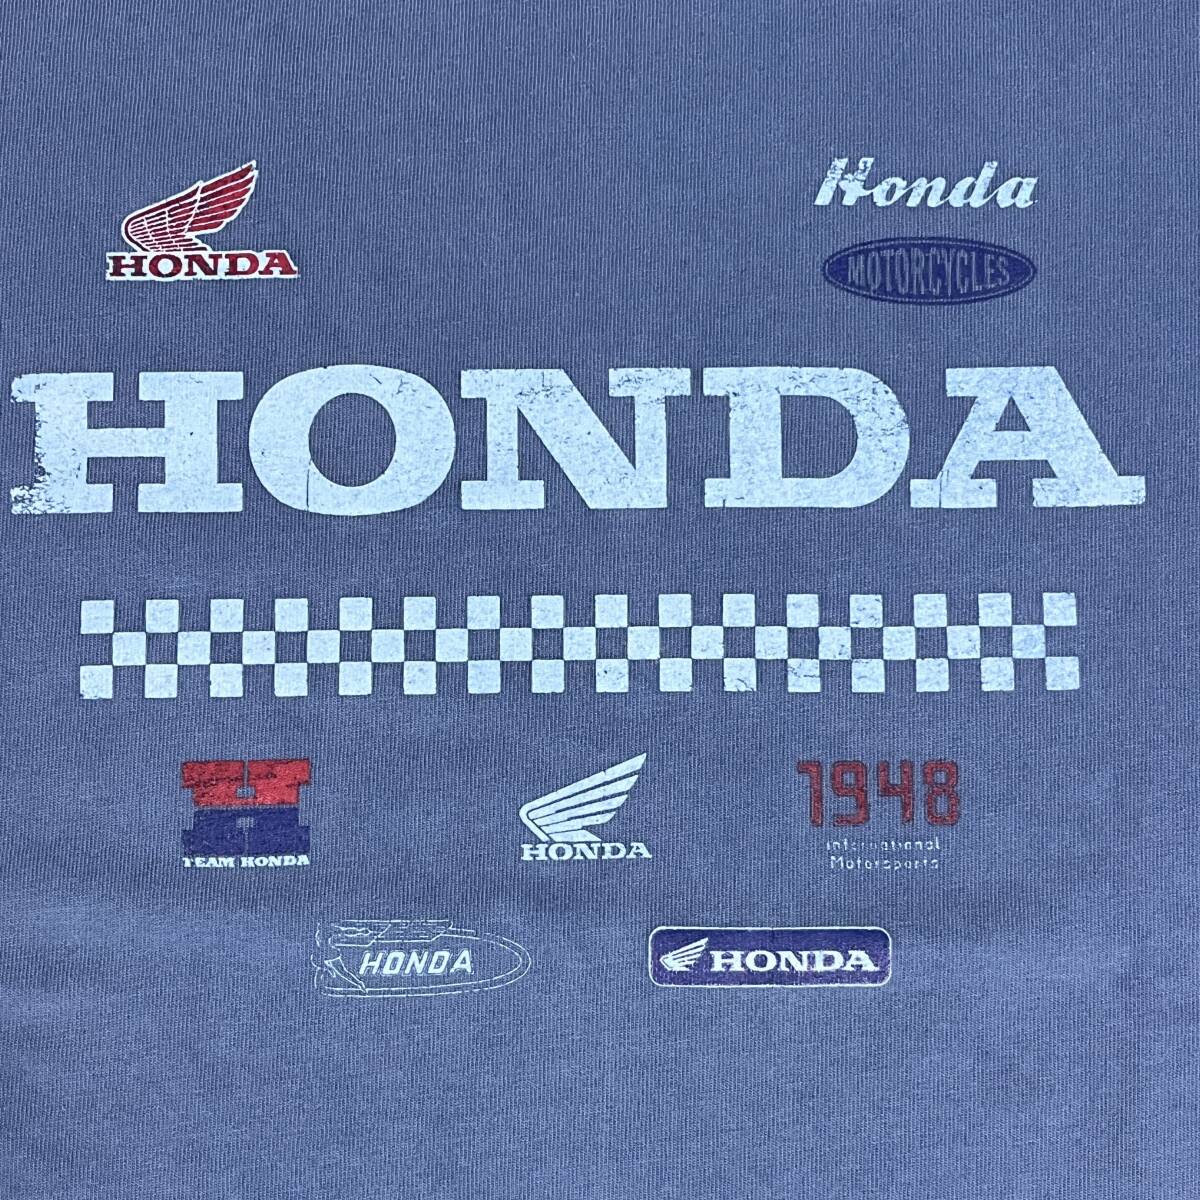 HONDA
Honda
MOTORCYCLES
HONDA
TEAM HONDA
HONDA
1948
international
Motorsports
HONDA
HONDA